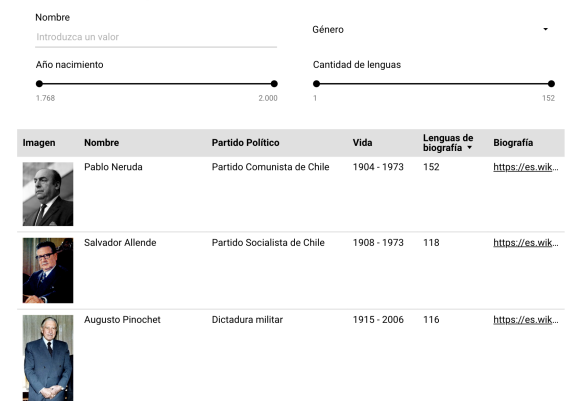 Nombre
Introduzca un valor
Género
Año nacimiento
1.768
2.000
Cantidad de lenguas
1
152
Imagen Nombre Partido Político Vida Lenguas de biografía Biografía
Pablo Neruda Partido Comunista de Chile 1904 - 1973 152 https://es.wik...
Salvador Allende Partido Socialista de Chile 1908 - 1973 118 https://es.wik...
Augusto Pinochet Dictadura militar 1915 - 2006 116 https://es.wik...